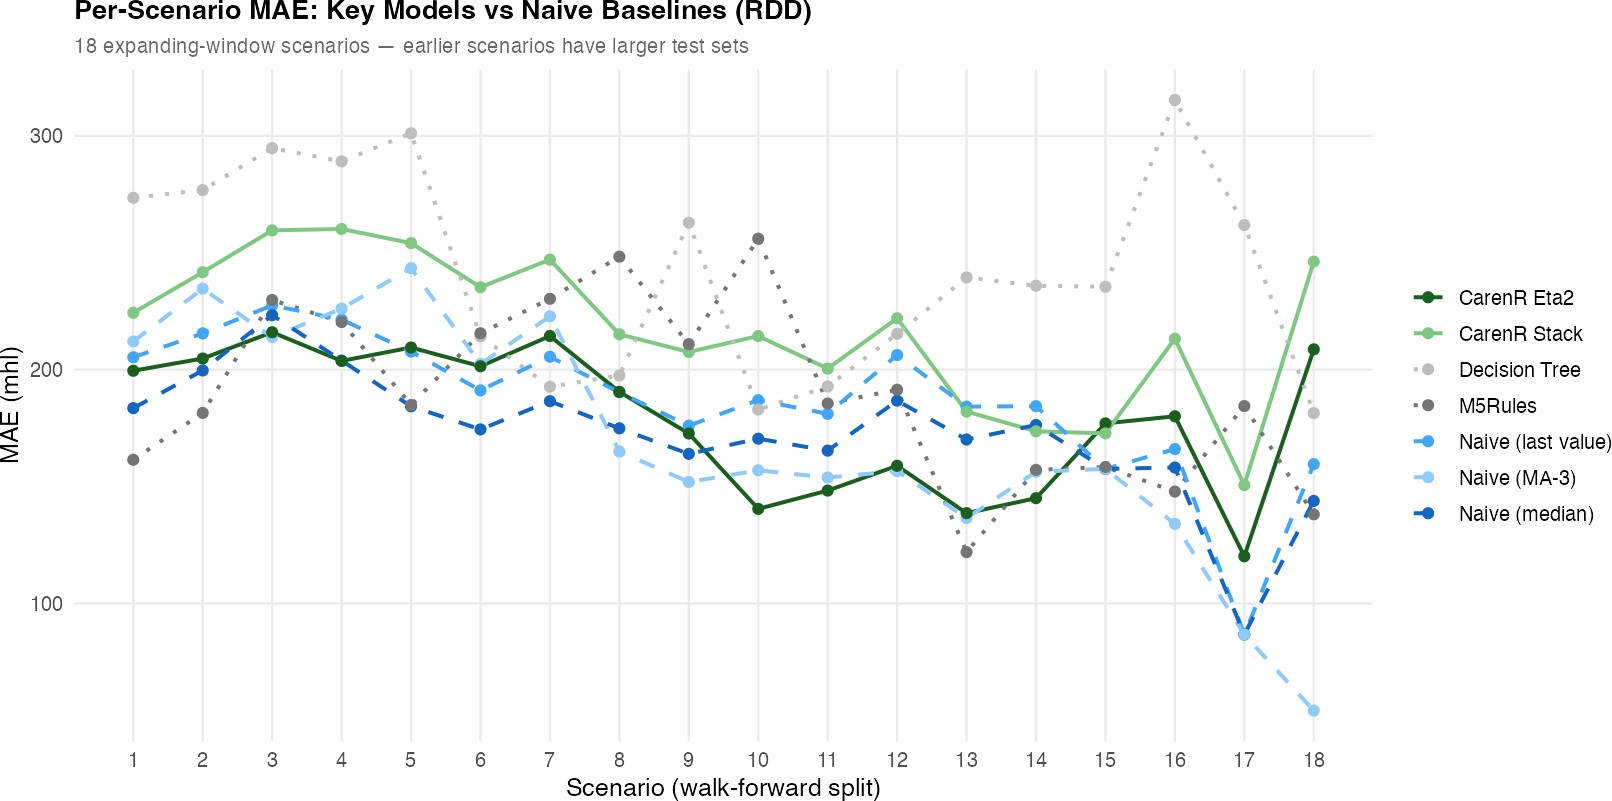 Per-Scenario MAE: Key Models vs Naive Baselines (RDD)
18 expanding-window scenarios — earlier scenarios have larger test sets
MAE (mhl)
300
200
100
1 2 3 4 5 6 7 8 9 10 11 12 13 14 15 16 17 18
Scenario (walk-forward split)
CarenR Eta2
CarenR Stack
Decision Tree
M5Rules
Naive (last value)
Naive (MA-3)
Naive (median)